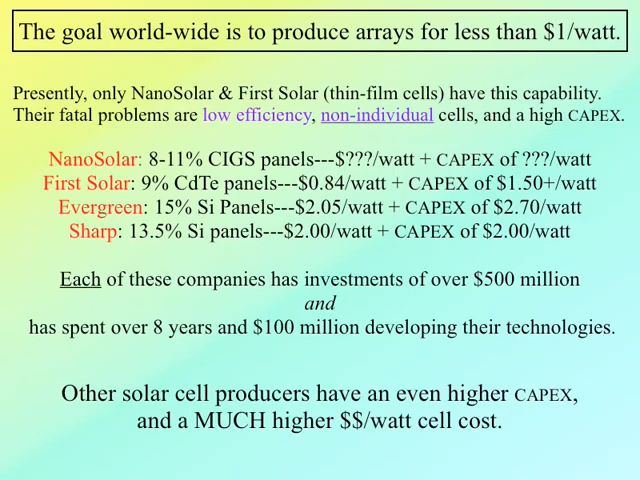 The goal world-wide is to produce arrays for less than $1/watt.
Presently, only NanoSolar & First Solar (thin-film cells) have this capability.
Their fatal problems are low efficiency, non-individual cells, and a high CAPEX.
NanoSolar: 8-11% CIGS panels---$???/watt + CAPEX of ???/watt
First Solar: 9% CdTe panels---$0.84/watt + CAPEX of $1.50+/watt
Evergreen: 15% Si Panels---$2.05/watt + CAPEX of $2.70/watt
Sharp: 13.5% Si panels---$2.00/watt + CAPEX of $2.00/watt
Each of these companies has investments of over $500 million
and
has spent over 8 years and $100 million developing their technologies.
Other solar cell producers have an even higher CAPEX,
and a MUCH higher $$/watt cell cost.